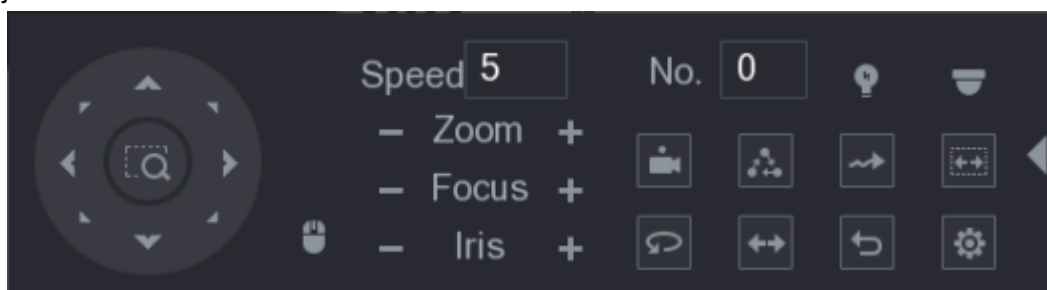 Speed 5 No. 0
– Zoom +
– Focus +
– Iris +